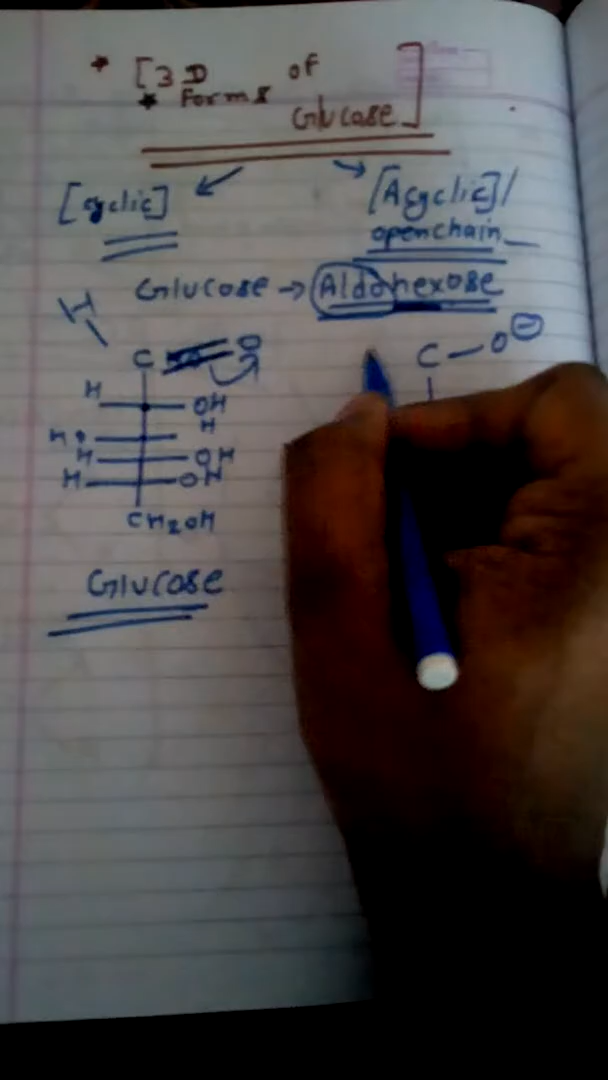 * [3D of
* Forms
Glucose]
[cyclic]
[Acyclic]/
openchain
Glucose → Aldohexose
H
C = O
C — O⊖
H
OH
H
H
H OH
H OH
CH2OH
Glucose